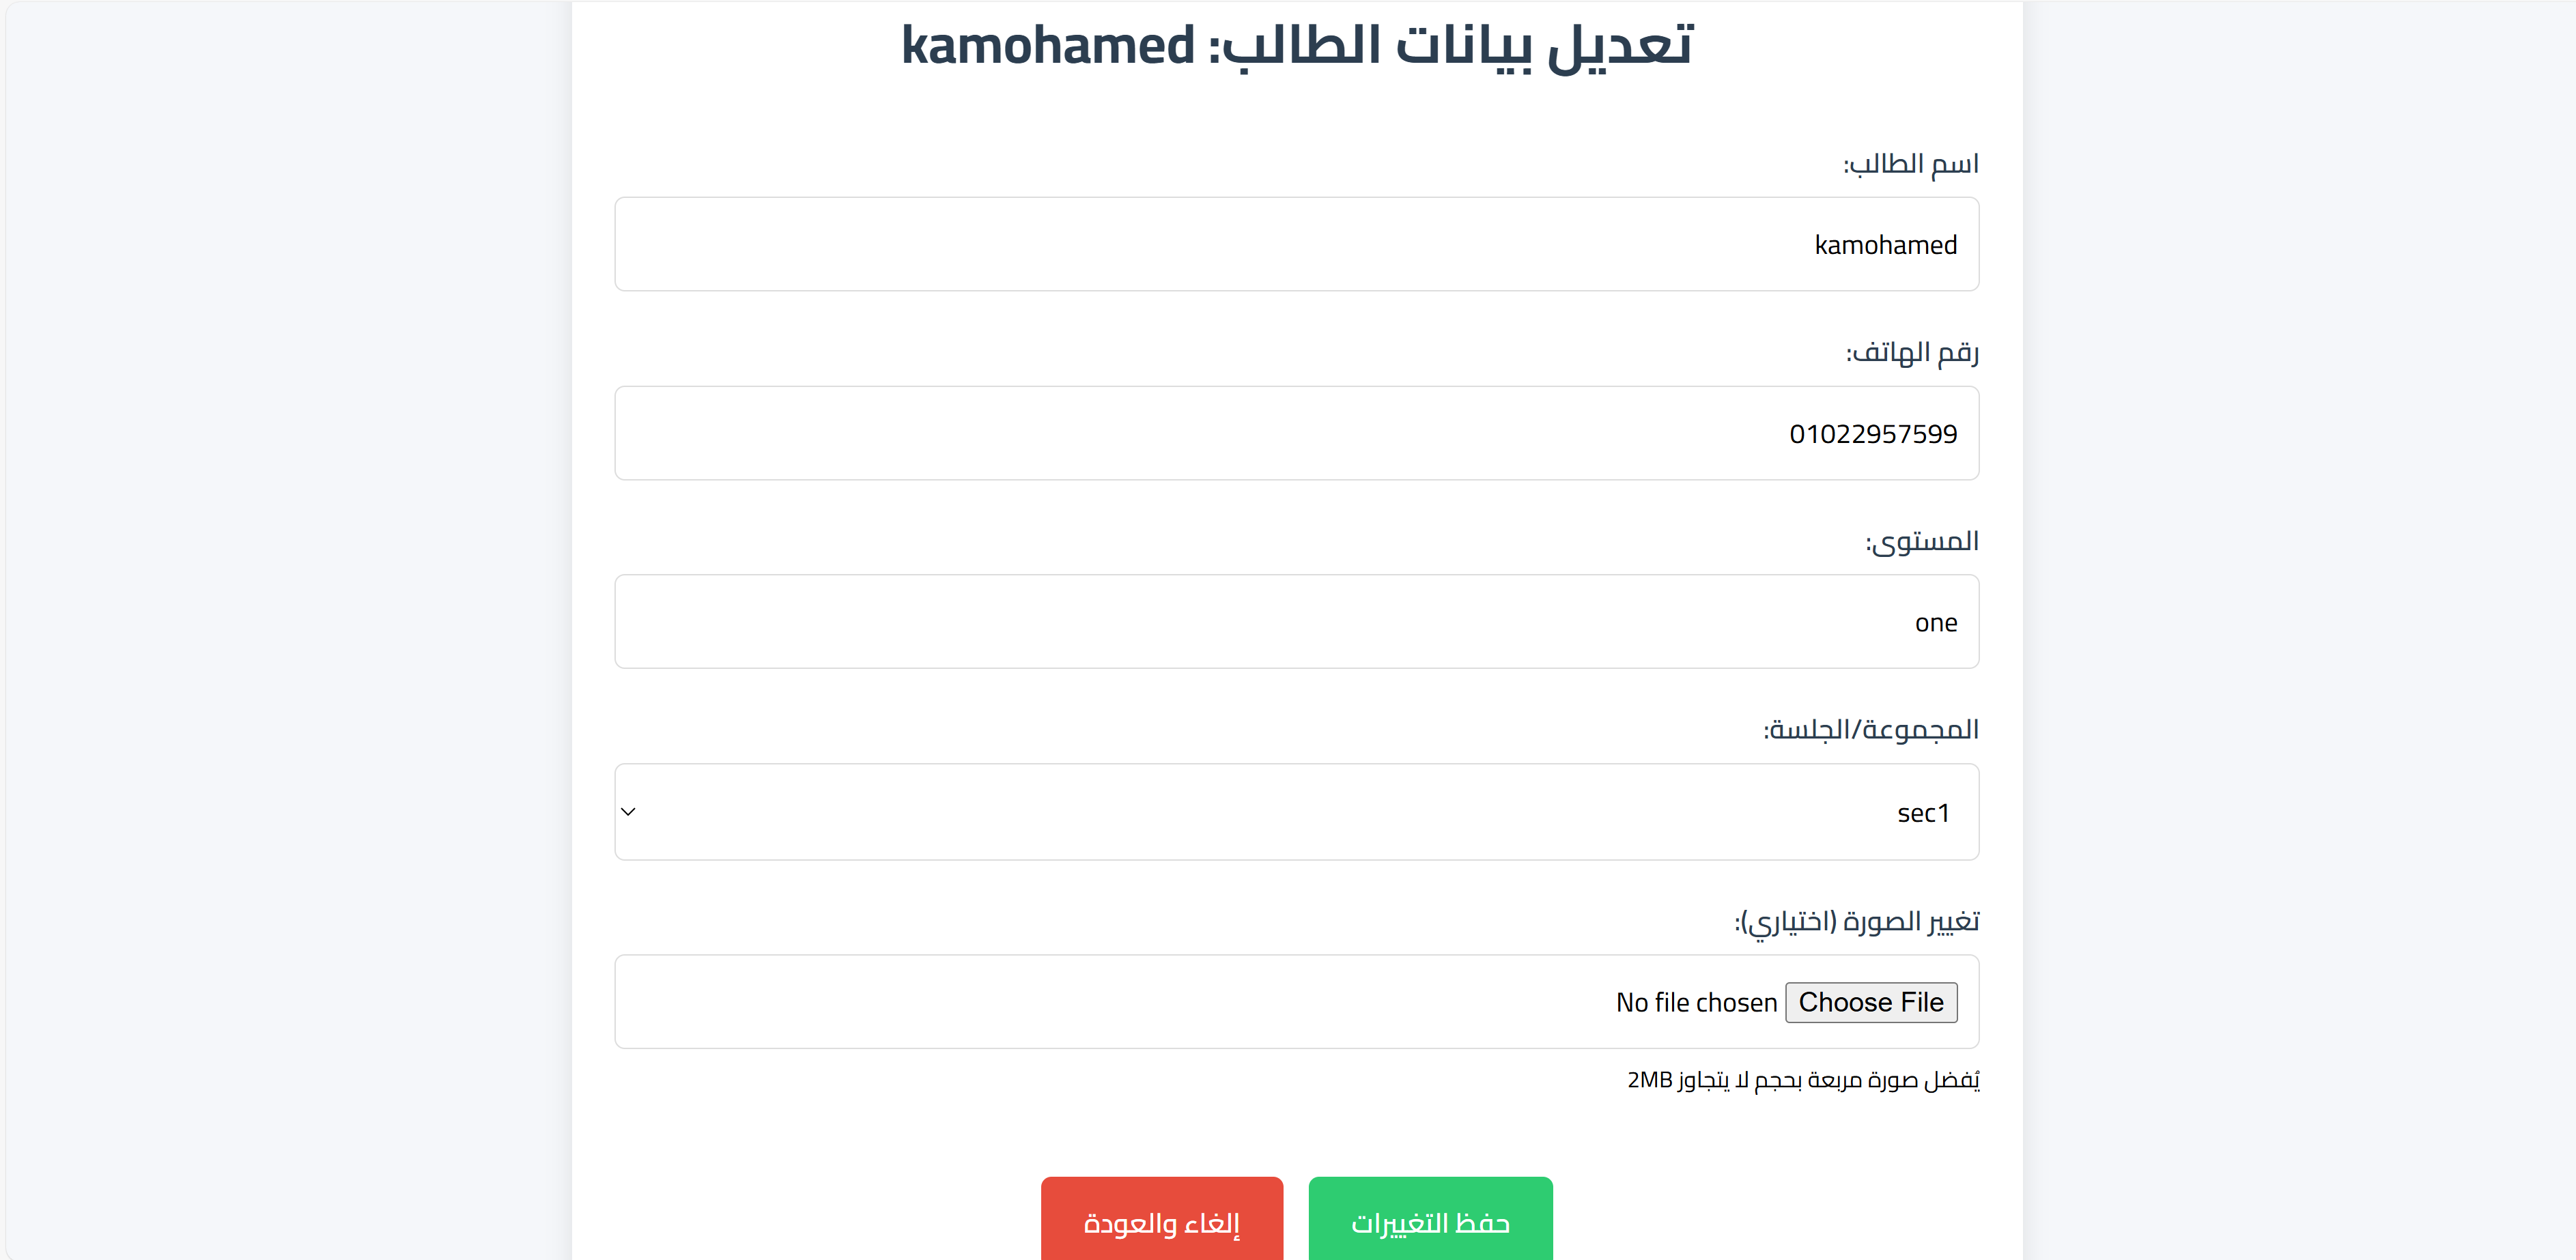 تعديل بيانات الطالب: kamohamed
اسم الطالب:
kamohamed
رقم الهاتف:
01022957599
المستوى:
one
المجموعة/الجلسة:
sec1
تغيير الصورة (اختياري):
Choose File No file chosen
يُفضل صورة مربعة بحجم لا يتجاوز 2MB
حفظ التغييرات
إلغاء والعودة